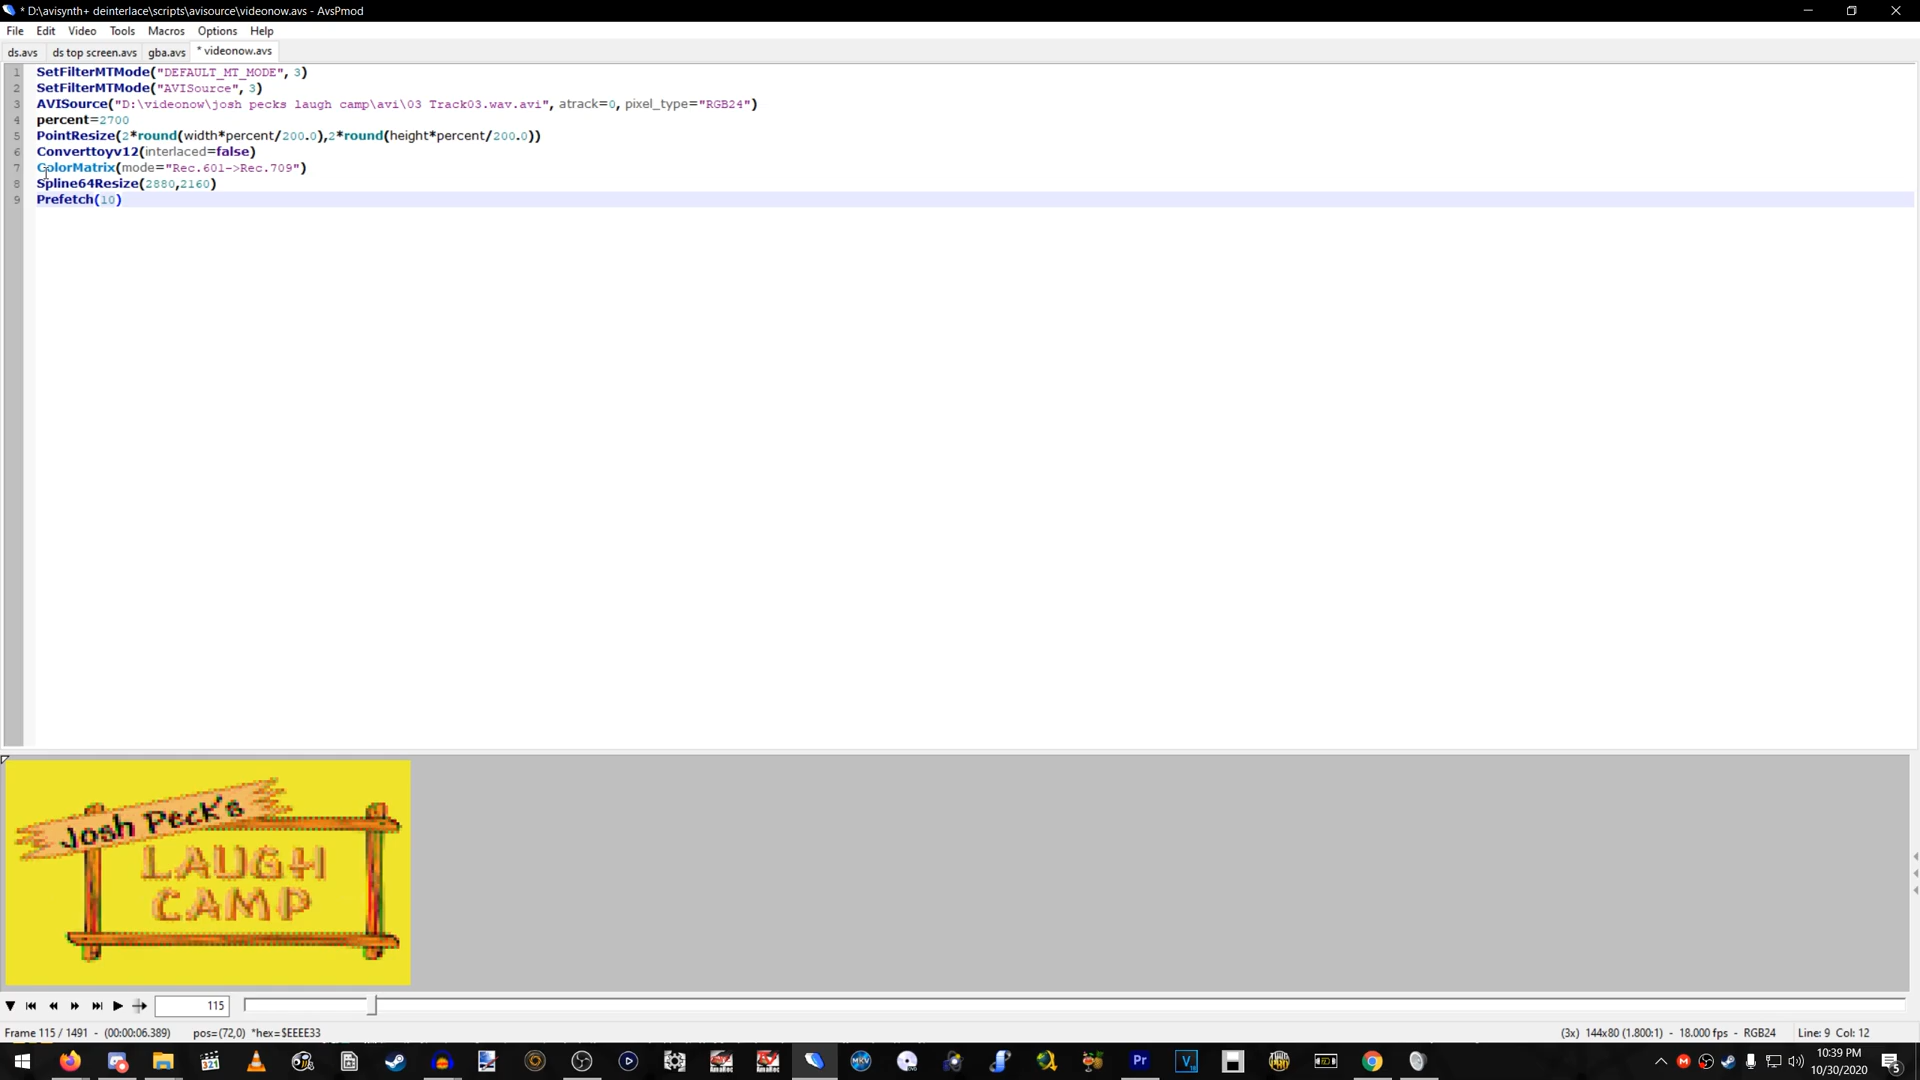 * D:\avisynth+ deinterlace\scripts\avisource\videonow.avs - AvsPmod
File Edit Video Tools Macros Options Help
ds.avs ds top screen.avs gba.avs * videonow.avs
1 SetFilterMTMode("DEFAULT_MT_MODE", 3)
2 SetFilterMTMode("AVISource", 3)
3 AVISource("D:\videonow\josh pecks laugh camp\avi\03 Track03.wav.avi", atrack=0, pixel_type="RGB24")
4 percent=2700
5 PointResize(2*round(width*percent/200.0),2*round(height*percent/200.0))
6 Converttoyv12(interlaced=false)
7 ColorMatrix(mode="Rec.601->Rec.709")
8 Spline64Resize(2880,2160)
9 Prefetch(10)
Josh Peck's
LAUGH
CAMP
115
Frame 115 / 1491 - (00:00:06.389) pos=(72,0) *hex=$EEEE33 (3x) 144x80 (1.800:1) - 18.000 fps - RGB24 Line: 9 Col: 12
321 MKV Pr V
10:39 PM
10/30/2020
5